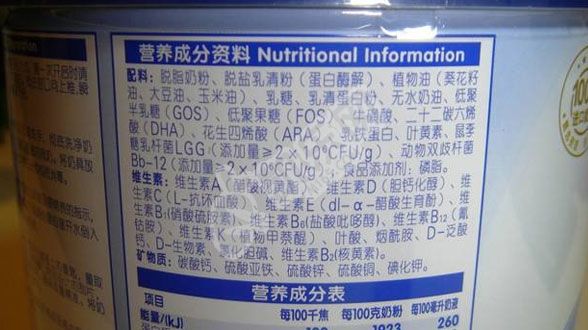 营养成分资料 Nutritional Information
配料：脱脂奶粉、脱盐乳清粉（蛋白酶解）、植物油（葵花籽
油、大豆油、玉米油）、乳糖、乳清蛋白粉、无水奶油、低聚
半乳糖(GOS)、低聚果糖(FOS)、牛磺酸、二十二碳六烯
酸(DHA)、花生四烯酸(ARA)、乳铁蛋白、叶黄素、鼠李
糖乳杆菌LGG（添加量≥2×10⁶CFU/g）、动物双歧杆菌
Bb-12（添加量≥2×10⁶CFU/g）、食品添加剂：磷脂。
维生素：维生素A（醋酸视黄酯）、维生素D（胆钙化醇）、维
生素C（L-抗坏血酸）、维生素E（dl-α-醋酸生育酚）、维生
素B₁(硝酸硫胺素)、维生素B₆(盐酸吡哆醇)、维生素B₁₂（氰
钴胺）、维生素K（植物甲萘醌）、叶酸、烟酰胺、D-泛酸
钙、D-生物素、氯化胆碱、维生素B₂(核黄素)。
矿物质：碳酸钙、硫酸亚铁、硫酸锌、硫酸铜、碘化钾。
营养成分表
项目 每100千焦 每100克奶粉 每100毫升奶液
能量/(kJ) 1923 260